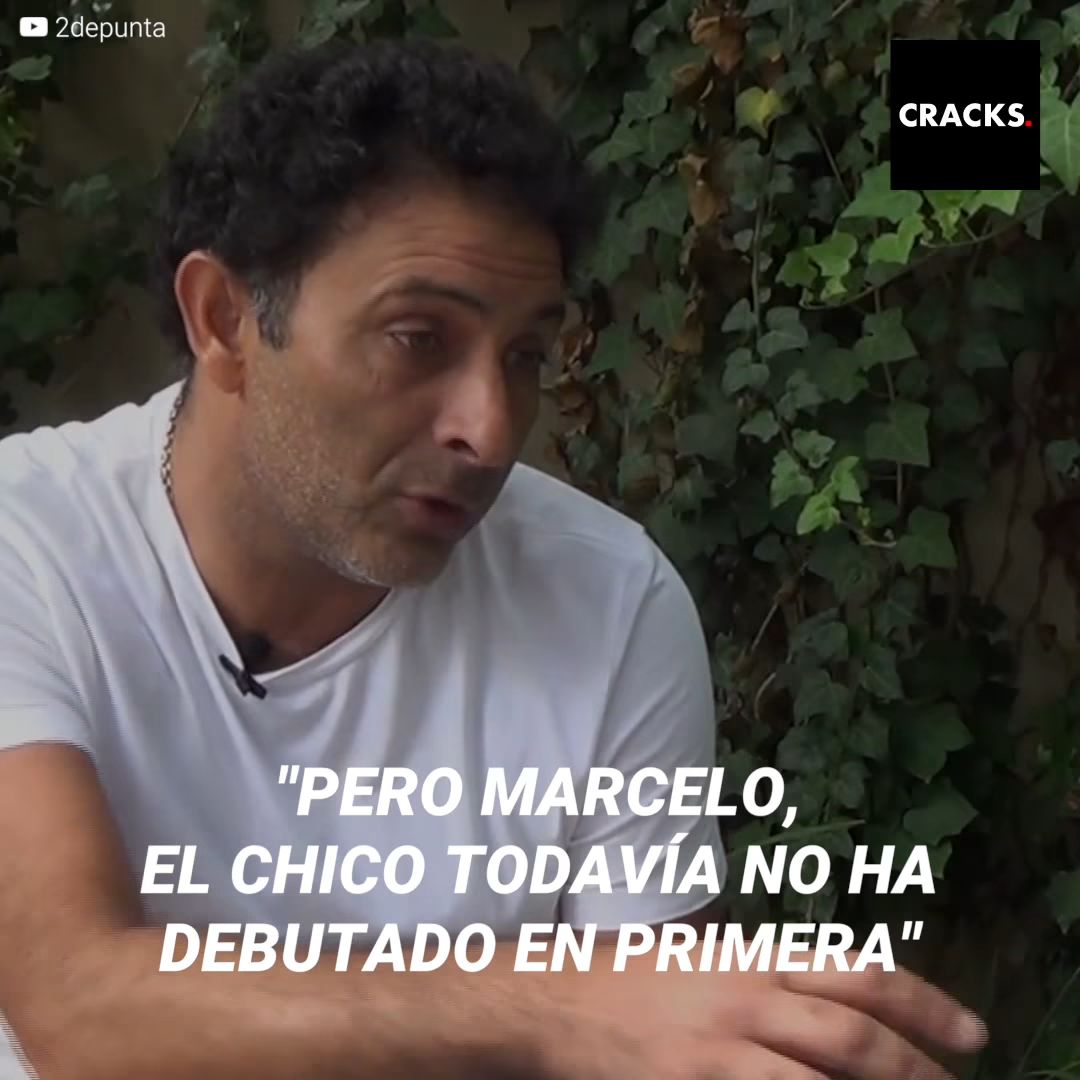 2depunta
CRACKS.
"PERO MARCELO,
EL CHICO TODAVÍA NO HA
DEBUTADO EN PRIMERA"